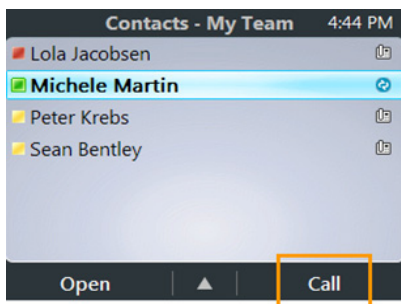 Contacts - My Team 4:44 PM
Lola Jacobsen
Michele Martin
Peter Krebs
Sean Bentley
Open Call